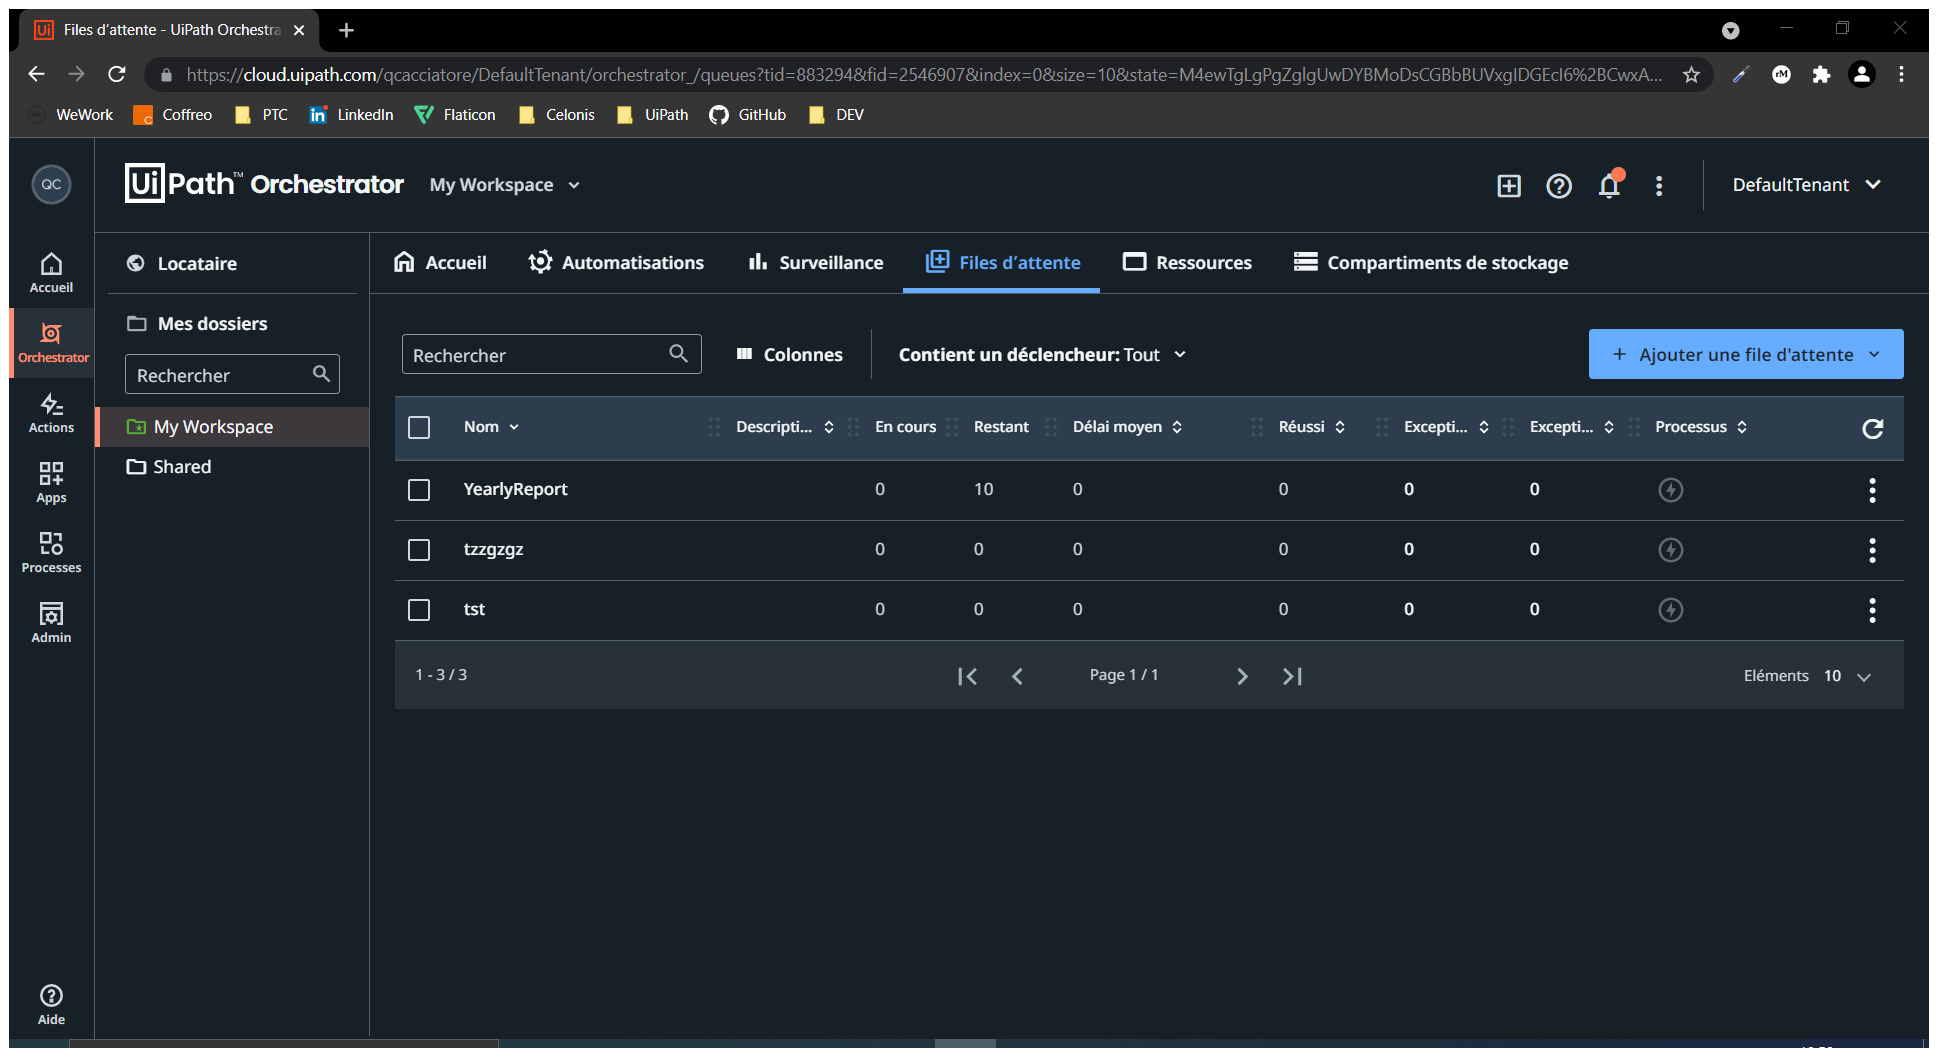 Files d'attente - UiPath Orchestra
https://cloud.uipath.com/qcacciatore/DefaultTenant/orchestrator_/queues?tid=883294&fid=2546907&index=0&size=10&state=M4ewTgLgPgZglgUwDYBMoDsCGBbBUVxgIDGEcI6%2BCwxA...
WeWork Coffreo PTC LinkedIn Flaticon Celonis UiPath GitHub DEV
QC
UiPath™ Orchestrator My Workspace DefaultTenant
Accueil
Orchestrator
Actions
Apps
Processes
Admin
Aide
Locataire
Mes dossiers
Rechercher
My Workspace
Shared
Accueil Automatisations Surveillance Files d'attente Ressources Compartiments de stockage
Rechercher Colonnes Contient un déclencheur: Tout + Ajouter une file d'attente
Nom Descripti... En cours Restant Délai moyen Réussi Excepti... Excepti... Processus
YearlyReport 0 10 0 0 0 0
tzzgzgz 0 0 0 0 0 0
tst 0 0 0 0 0 0
1 - 3 / 3 Page 1 / 1 Eléments 10